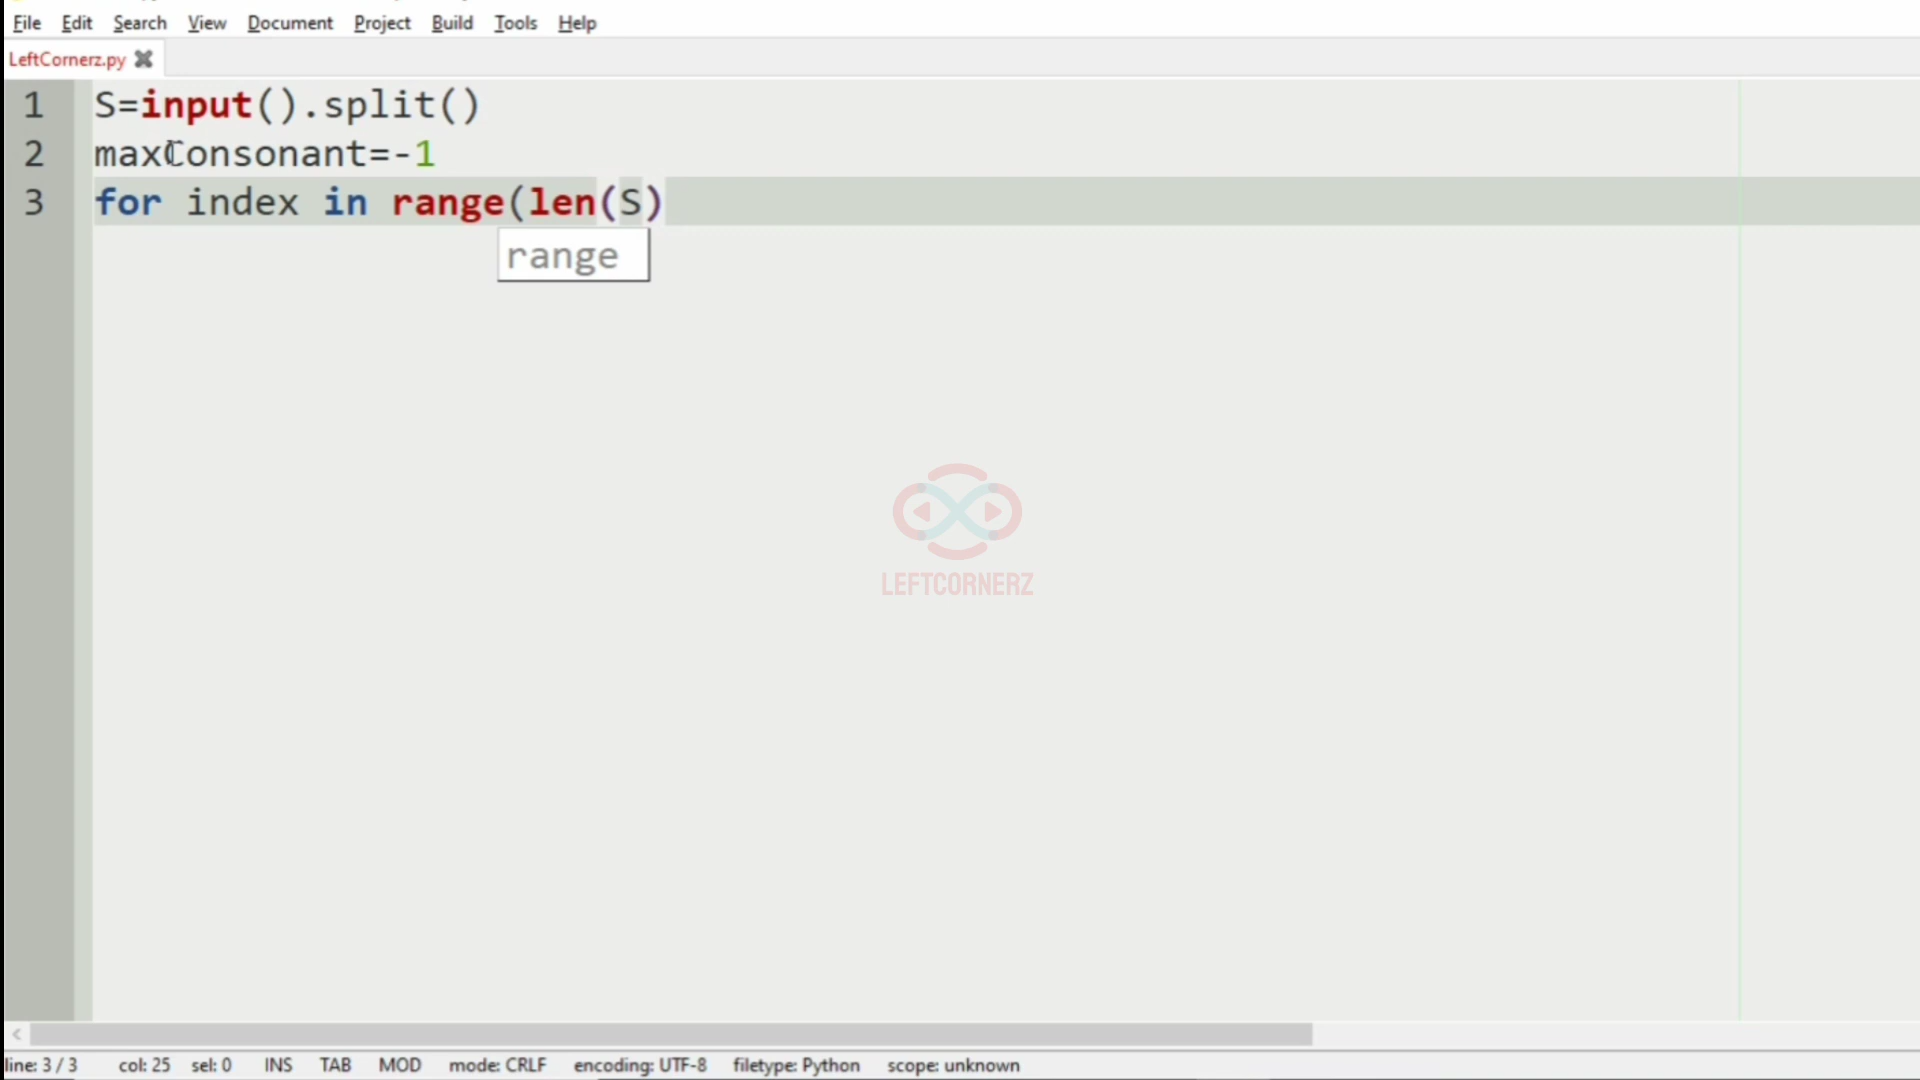 File Edit Search View Document Project Build Tools Help
LeftCornerz.py
1 S=input().split()
2 maxConsonant=-1
3 for index in range(len(S)
range
LEFTCORNERZ
line: 3 / 3 col: 25 sel: 0 INS TAB MOD mode: CRLF encoding: UTF-8 filetype: Python scope: unknown